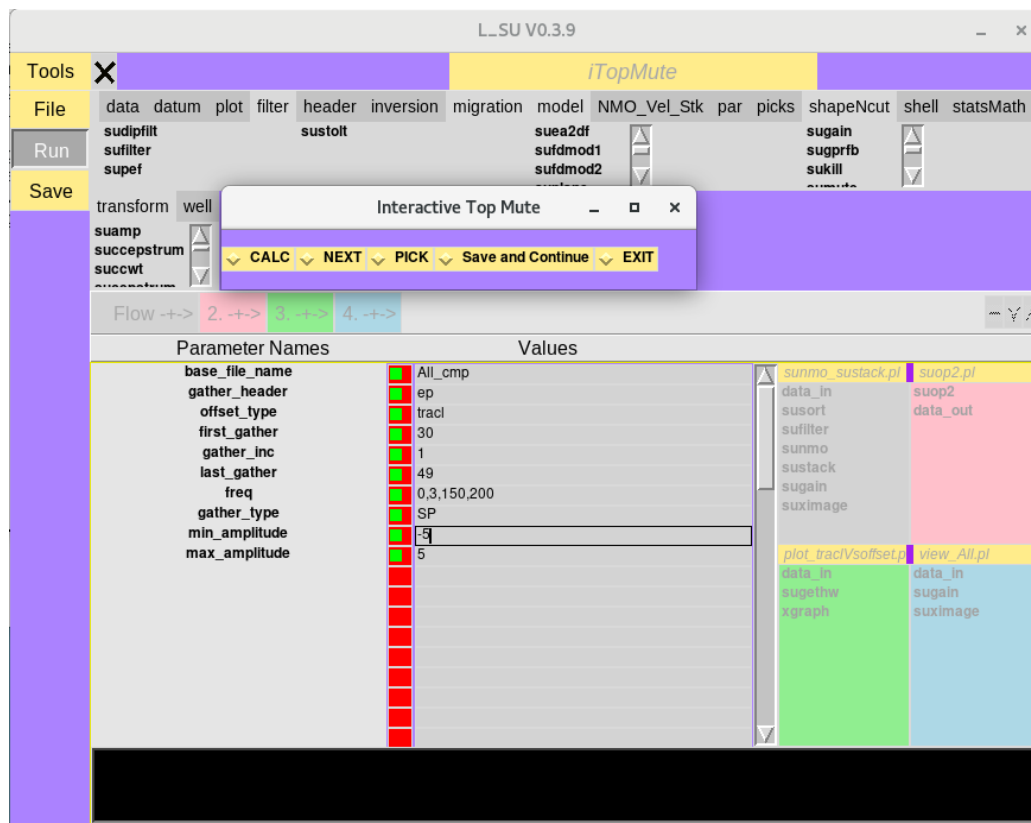 L_SU V0.3.9
Tools
iTopMute
File
data datum plot filter header inversion migration model NMO_Vel_Stk par picks shapeNcut shell statsMath
sudipfilt sustolt suea2df sugain
sufilter sufdmod1 sugprfb
Run
supef sufdmod2 sukill
Save
transform well
Interactive Top Mute
suamp
succepstrum
succwt
CALC NEXT PICK Save and Continue EXIT
Flow -+-> 2. -+-> 3. -+-> 4. -+->
Parameter Names Values
base_file_name All_cmp
gather_header ep
offset_type tracl
first_gather 30
gather_inc 1
last_gather 49
freq 0,3,150,200
gather_type SP
min_amplitude -5
max_amplitude 5
sunmo_sustack.pl suop2.pl
data_in suop2
susort data_out
sufilter
sunmo
sustack
sugain
suximage
plot_traclVsoffset.p view_All.pl
data_in data_in
sugethw sugain
xgraph suximage